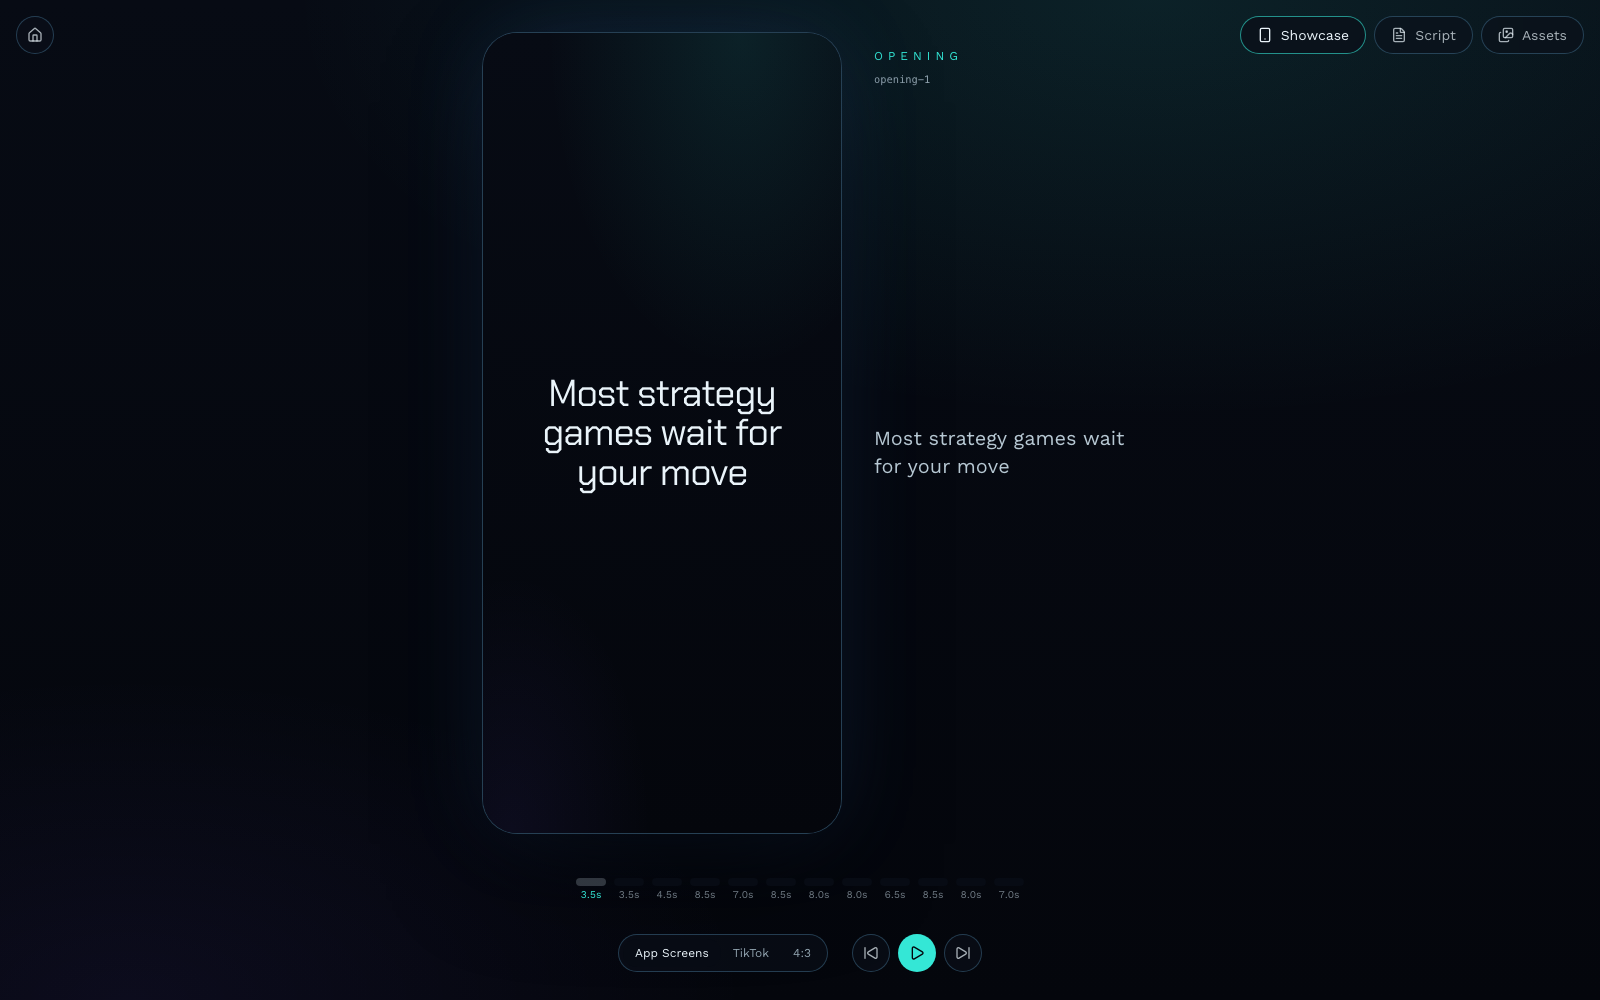 Showcase
Script
Assets
OPENING
opening-1
Most strategy
games wait for
your move
Most strategy games wait
for your move
3.5s 3.5s 4.5s 8.5s 7.0s 8.5s 8.0s 8.0s 6.5s 8.5s 8.0s 7.0s
App Screens TikTok 4:3